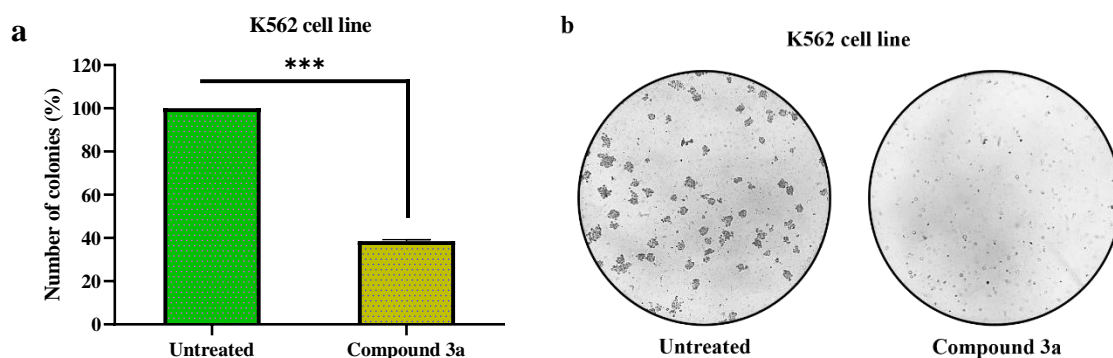 a
K562 cell line
***
Number of colonies (%)
120
100
80
60
40
20
0
Untreated
Compound 3a
b
K562 cell line
Untreated
Compound 3a